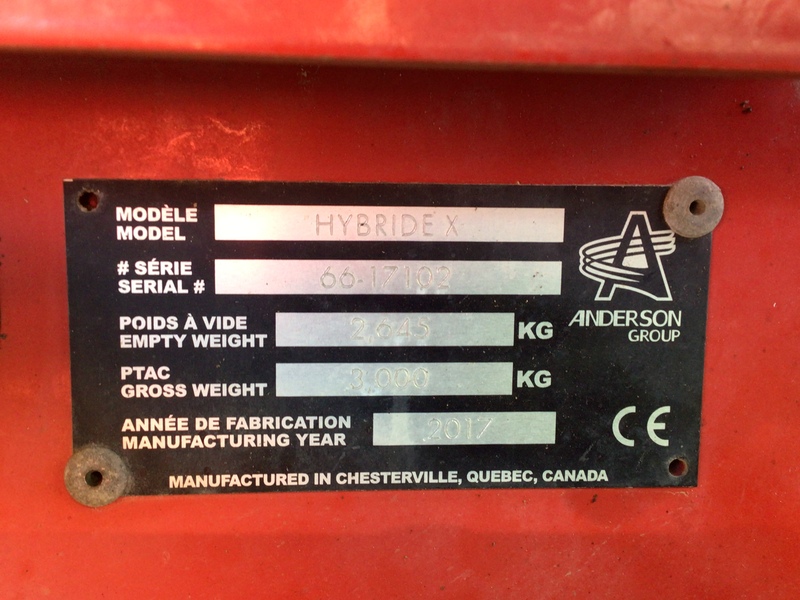 MODÈLE
MODEL
HYBRIDE X
# SÉRIE
SERIAL #
66-17102
POIDS À VIDE
EMPTY WEIGHT
2,645 KG
PTAC
GROSS WEIGHT
3,000 KG
ANNÉE DE FABRICATION
MANUFACTURING YEAR
2017
ANDERSON
GROUP
CE
MANUFACTURED IN CHESTERVILLE, QUEBEC, CANADA